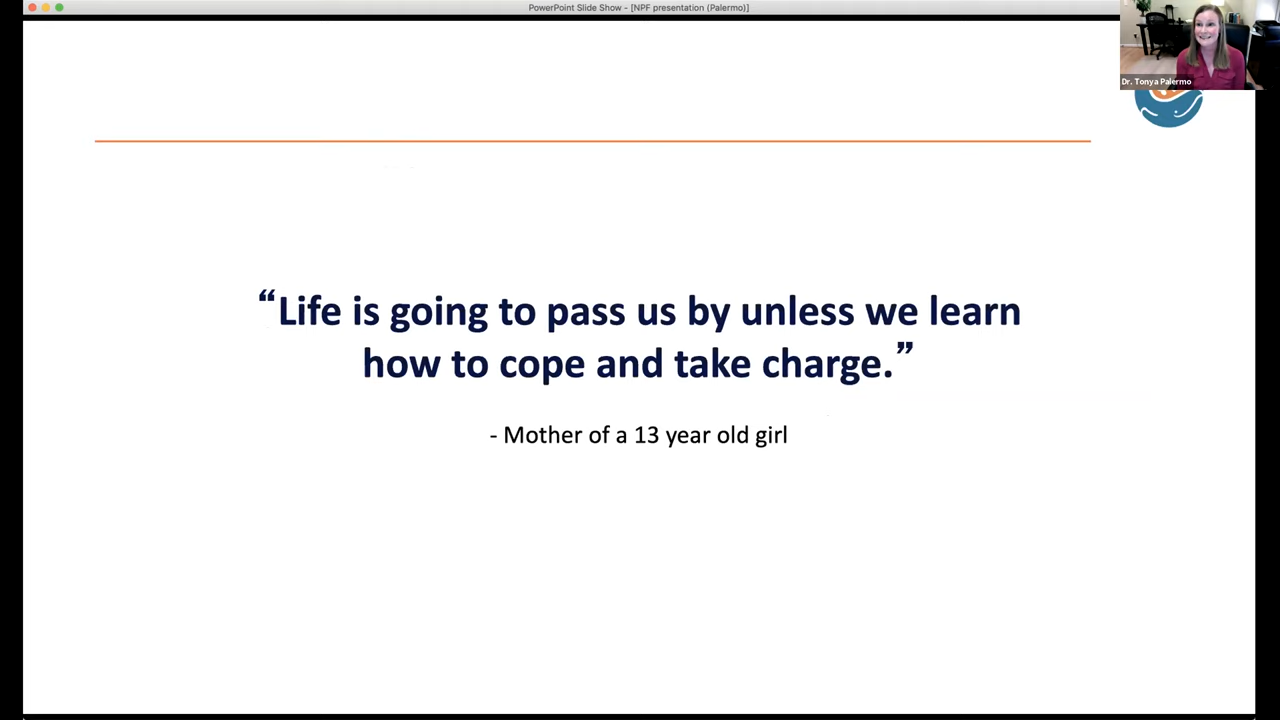 PowerPoint Slide Show - [NPF presentation (Palermo)]
Dr. Tonya Palermo
“Life is going to pass us by unless we learn
how to cope and take charge.”
- Mother of a 13 year old girl